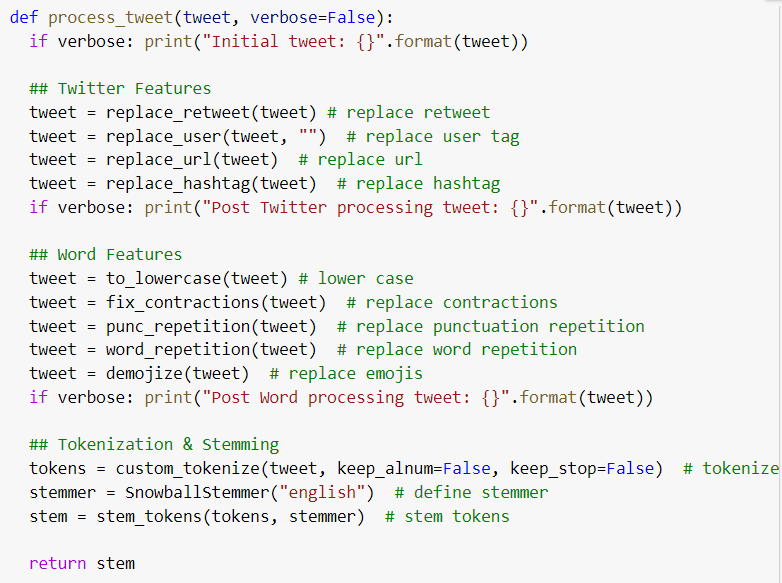 def process_tweet(tweet, verbose=False):
  if verbose: print("Initial tweet: {}".format(tweet))

  ## Twitter Features
  tweet = replace_retweet(tweet) # replace retweet
  tweet = replace_user(tweet, "")  # replace user tag
  tweet = replace_url(tweet)  # replace url
  tweet = replace_hashtag(tweet)  # replace hashtag
  if verbose: print("Post Twitter processing tweet: {}".format(tweet))

  ## Word Features
  tweet = to_lowercase(tweet) # lower case
  tweet = fix_contractions(tweet)  # replace contractions
  tweet = punc_repetition(tweet)  # replace punctuation repetition
  tweet = word_repetition(tweet)  # replace word repetition
  tweet = demojize(tweet)  # replace emojis
  if verbose: print("Post Word processing tweet: {}".format(tweet))

  ## Tokenization & Stemming
  tokens = custom_tokenize(tweet, keep_alnum=False, keep_stop=False)  # tokenize
  stemmer = SnowballStemmer("english")  # define stemmer
  stem = stem_tokens(tokens, stemmer)  # stem tokens

  return stem